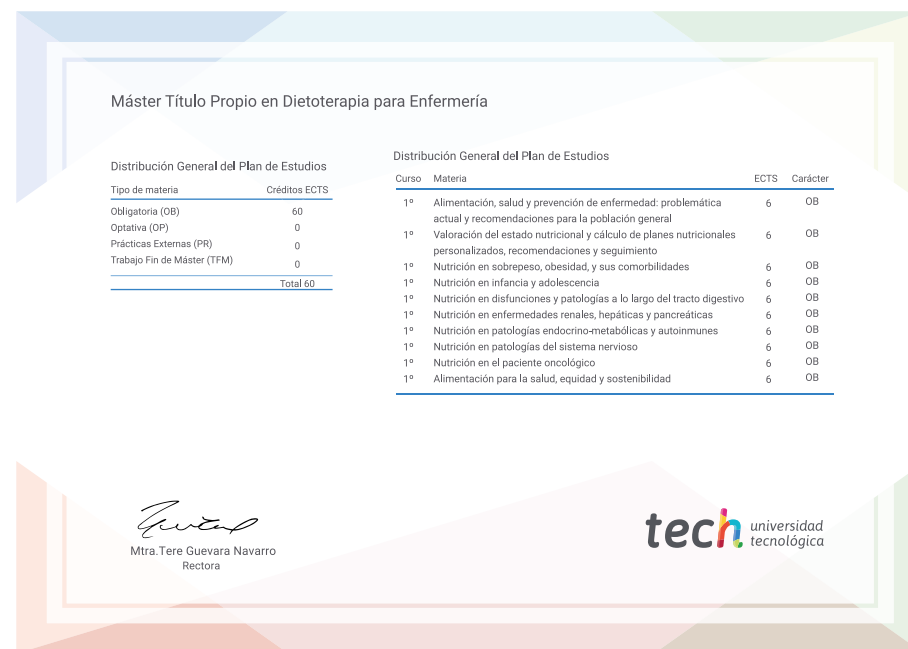 Máster Título Propio en Dietoterapia para Enfermería
Distribución General del Plan de Estudios
Tipo de materia Créditos ECTS
Obligatoria (OB) 60
Optativa (OP) 0
Prácticas Externas (PR) 0
Trabajo Fin de Máster (TFM) 0
Total 60
Distribución General del Plan de Estudios
Curso Materia ECTS Carácter
1º Alimentación, salud y prevención de enfermedad: problemática 6 OB
actual y recomendaciones para la población general
1º Valoración del estado nutricional y cálculo de planes nutricionales 6 OB
personalizados, recomendaciones y seguimiento
1º Nutrición en sobrepeso, obesidad, y sus comorbilidades 6 OB
1º Nutrición en infancia y adolescencia 6 OB
1º Nutrición en disfunciones y patologías a lo largo del tracto digestivo 6 OB
1º Nutrición en enfermedades renales, hepáticas y pancreáticas 6 OB
1º Nutrición en patologías endocrino-metabólicas y autoinmunes 6 OB
1º Nutrición en patologías del sistema nervioso 6 OB
1º Nutrición en el paciente oncológico 6 OB
1º Alimentación para la salud, equidad y sostenibilidad 6 OB
Mtra.Tere Guevara Navarro
Rectora
tech universidad
tecnológica